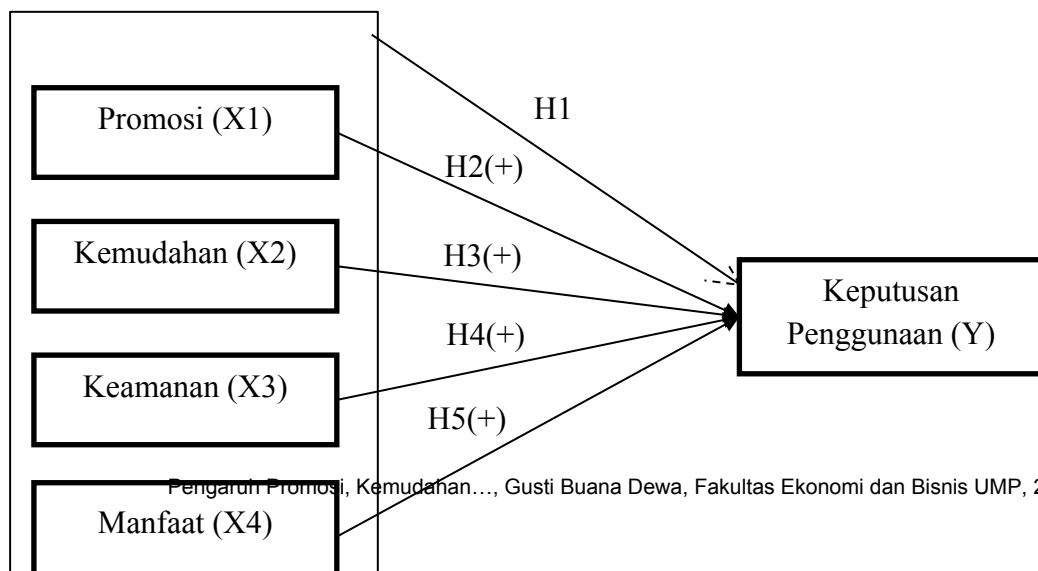 H1
Promosi (X1)
H2(+)
Kemudahan (X2)
H3(+)
Keputusan
Penggunaan (Y)
H4(+)
Keamanan (X3)
H5(+)
Pengaruh Promosi, Kemudahan…, Gusti Buana Dewa, Fakultas Ekonomi dan Bisnis UMP, 2
Manfaat (X4)